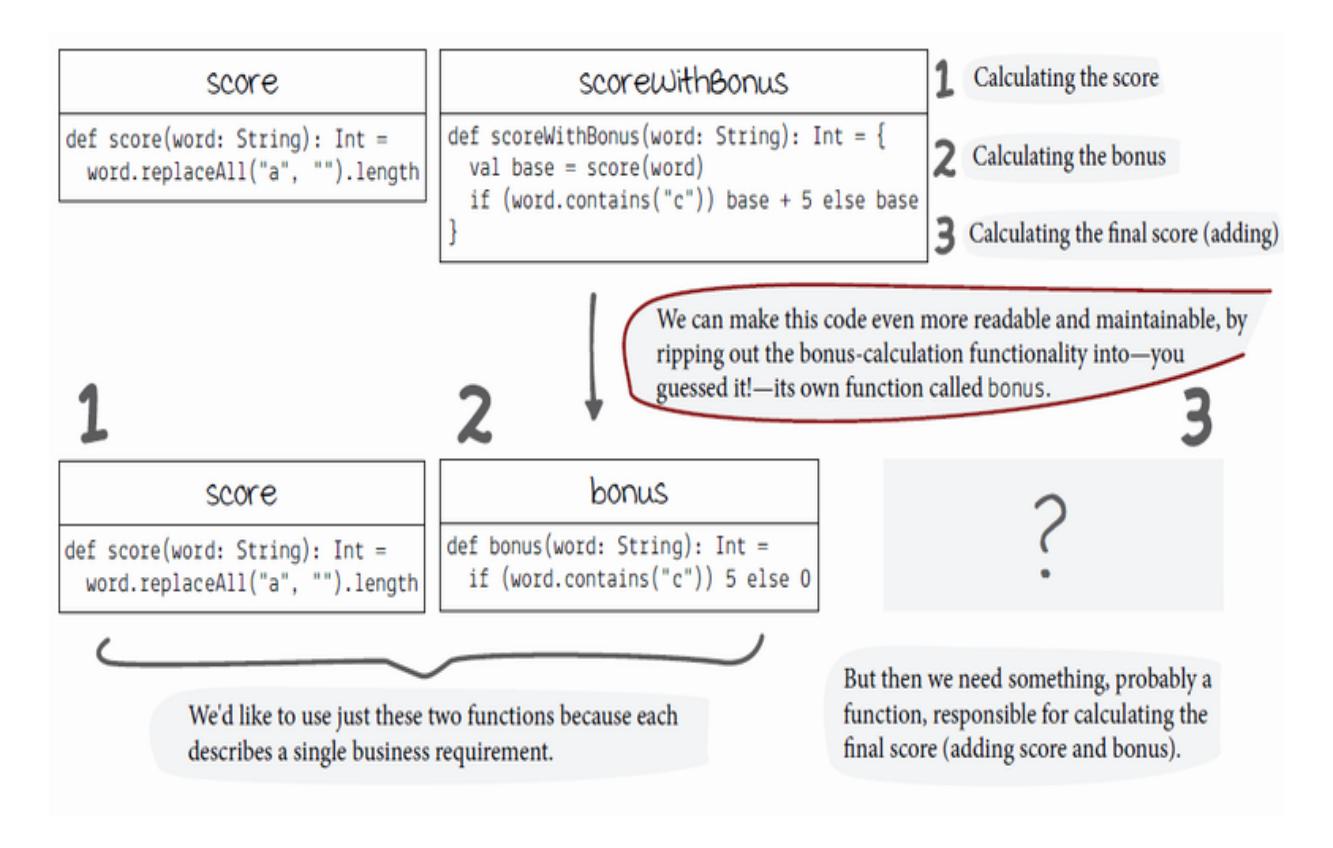 score
def score(word: String): Int =
word.replaceAll("a", "").length
scoreWithBonus
def scoreWithBonus(word: String): Int = {
val base = score(word)
if (word.contains("c")) base + 5 else base
}
1 Calculating the score
2 Calculating the bonus
3 Calculating the final score (adding)
We can make this code even more readable and maintainable, by
ripping out the bonus-calculation functionality into—you
guessed it!—its own function called bonus.
1
2
3
score
def score(word: String): Int =
word.replaceAll("a", "").length
bonus
def bonus(word: String): Int =
if (word.contains("c")) 5 else 0
?
We'd like to use just these two functions because each
describes a single business requirement.
But then we need something, probably a
function, responsible for calculating the
final score (adding score and bonus).